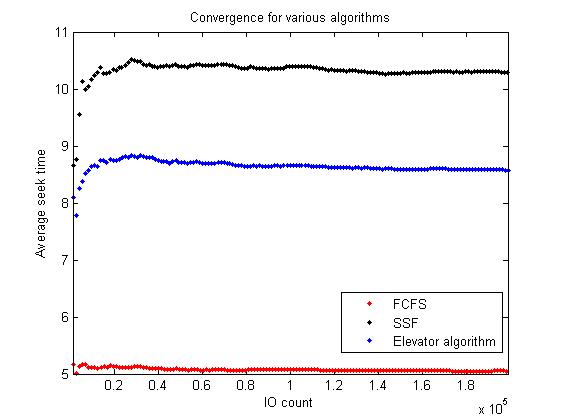 Convergence for various algorithms
11
10
9
8
7
6
5
Average seek time
FCFS
SSF
Elevator algorithm
0.2 0.4 0.6 0.8 1 1.2 1.4 1.6 1.8
IO count
x 10^5